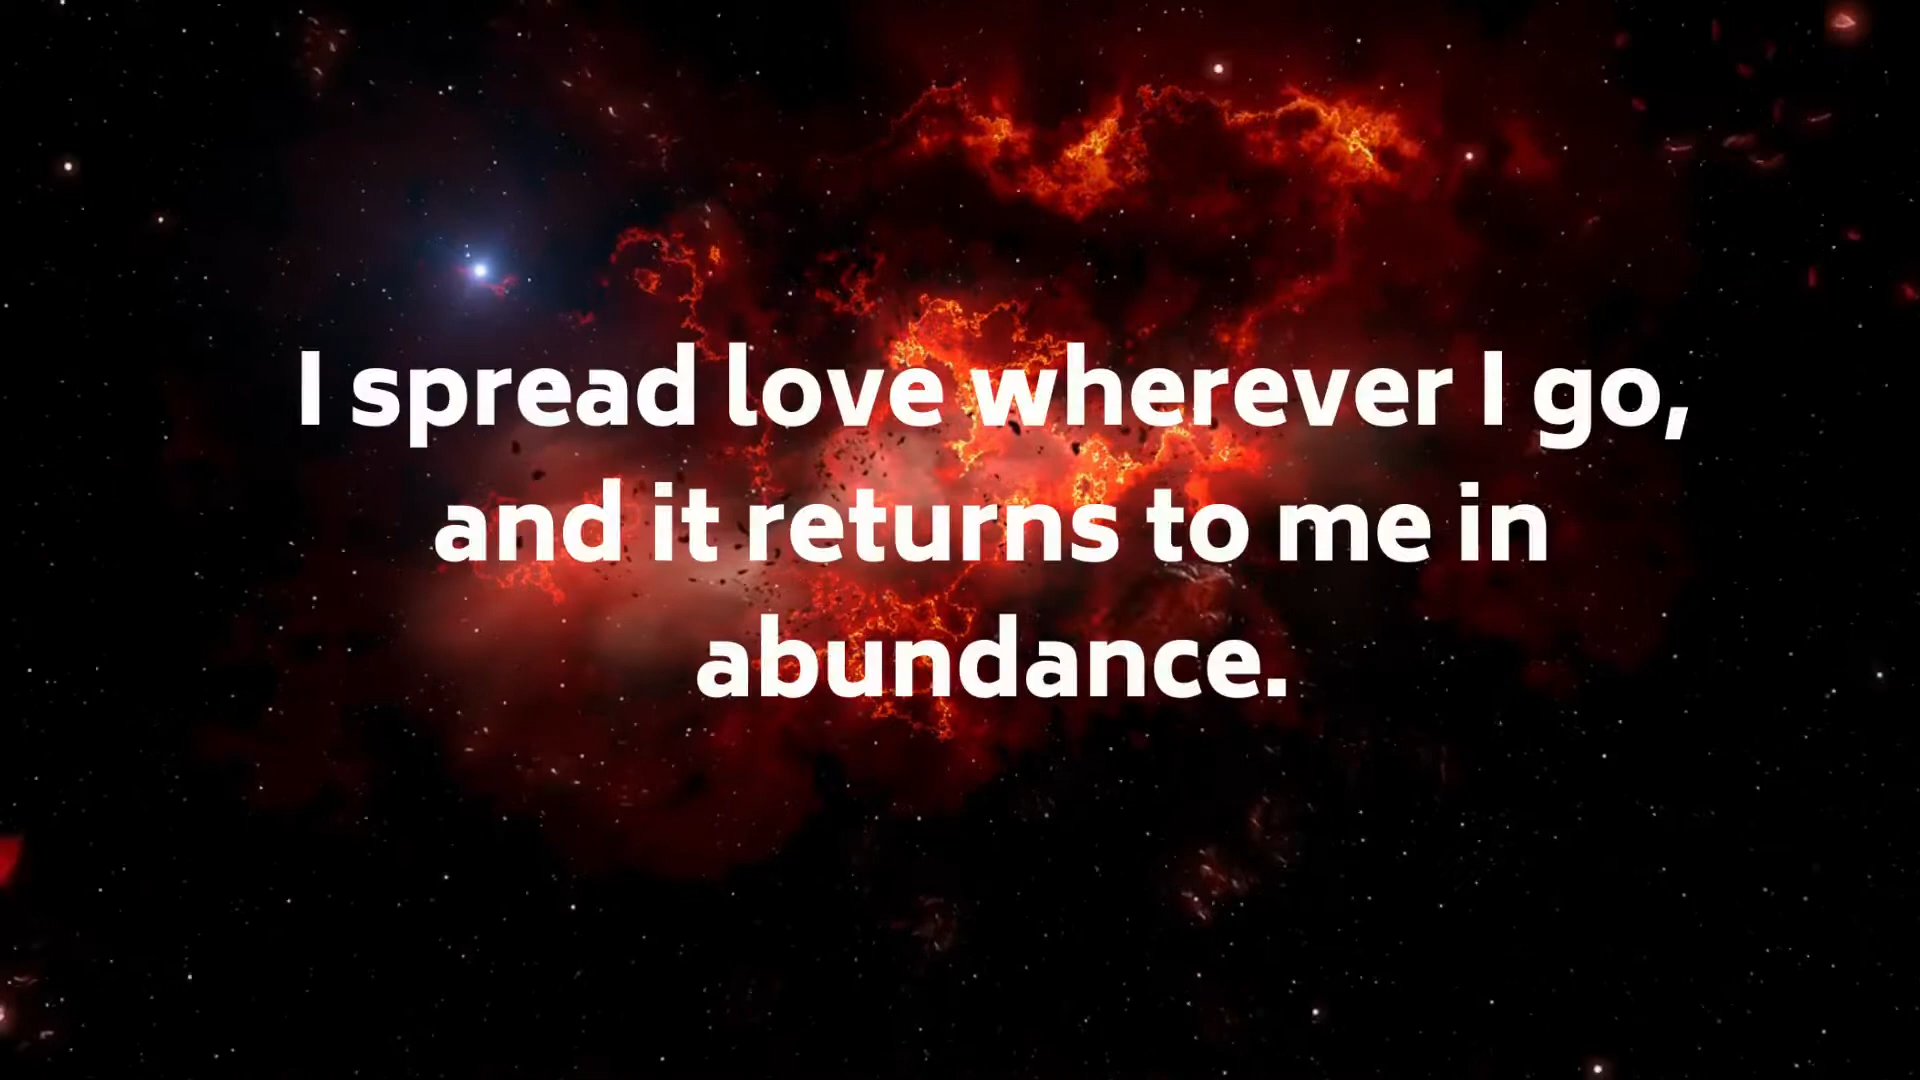 I spread love wherever I go,
and it returns to me in
abundance.